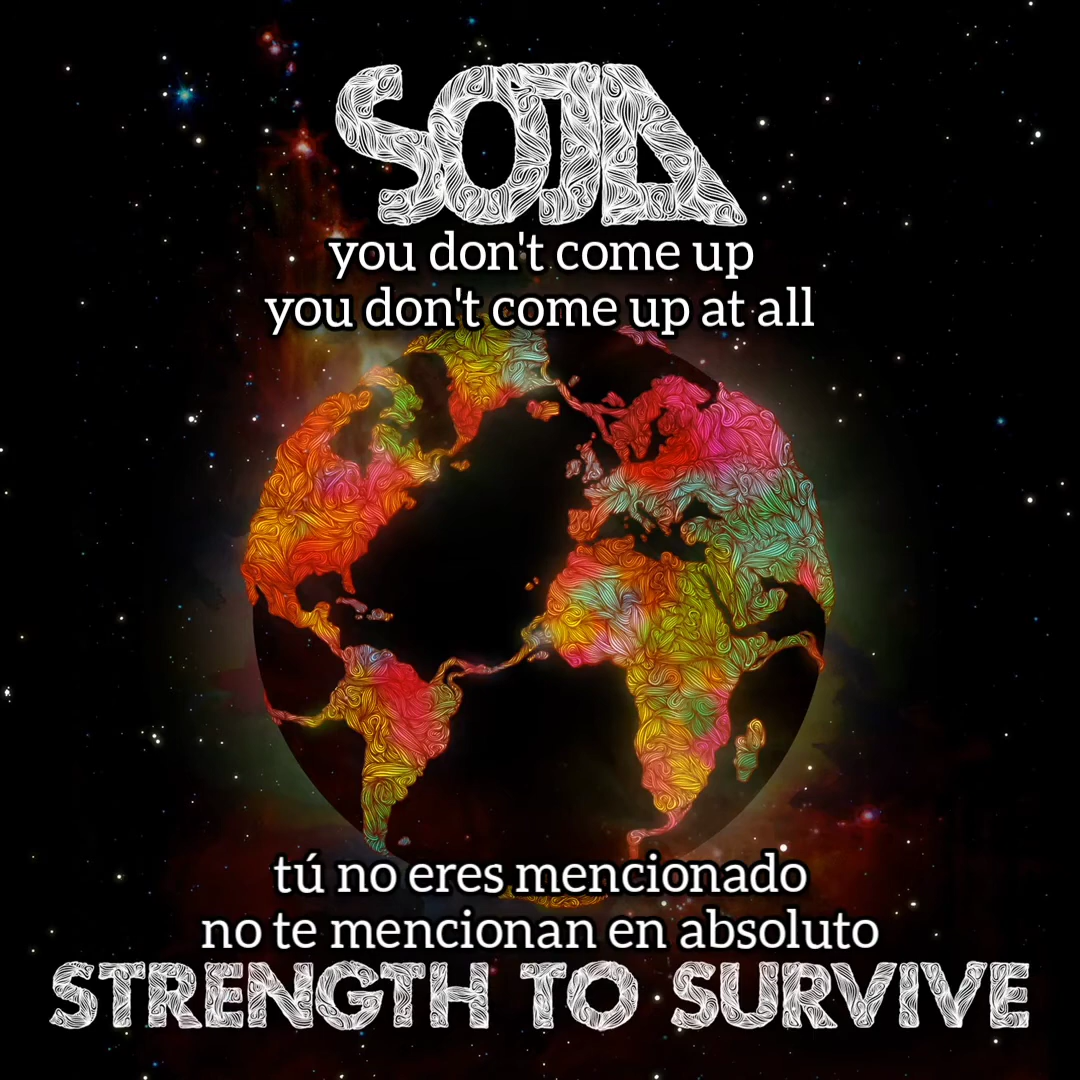 SOJA
you don't come up
you don't come up at all
tú no eres mencionado
no te mencionan en absoluto
STRENGTH TO SURVIVE